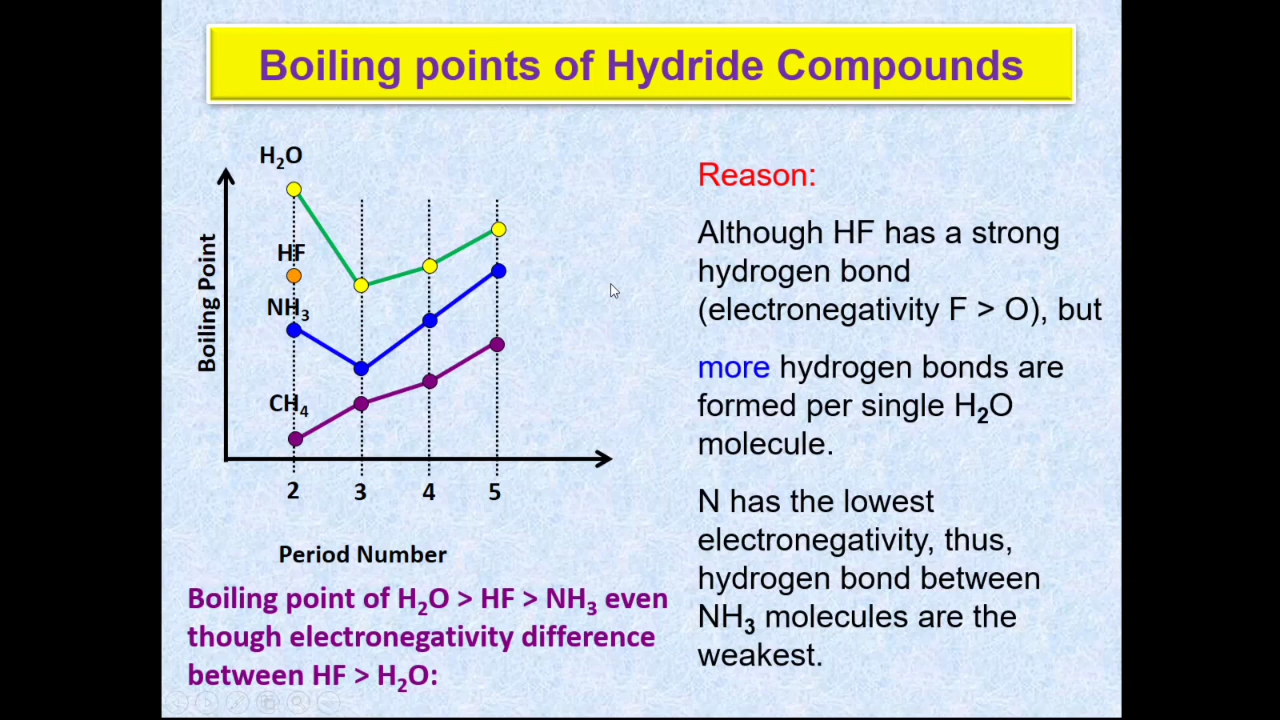 Boiling points of Hydride Compounds
H₂O
HF
NH₃
CH₄
Boiling Point
2 3 4 5
Period Number
Boiling point of H₂O > HF > NH₃ even
though electronegativity difference
between HF > H₂O:
Reason:
Although HF has a strong
hydrogen bond
(electronegativity F > O), but
more hydrogen bonds are
formed per single H₂O
molecule.
N has the lowest
electronegativity, thus,
hydrogen bond between
NH₃ molecules are the
weakest.